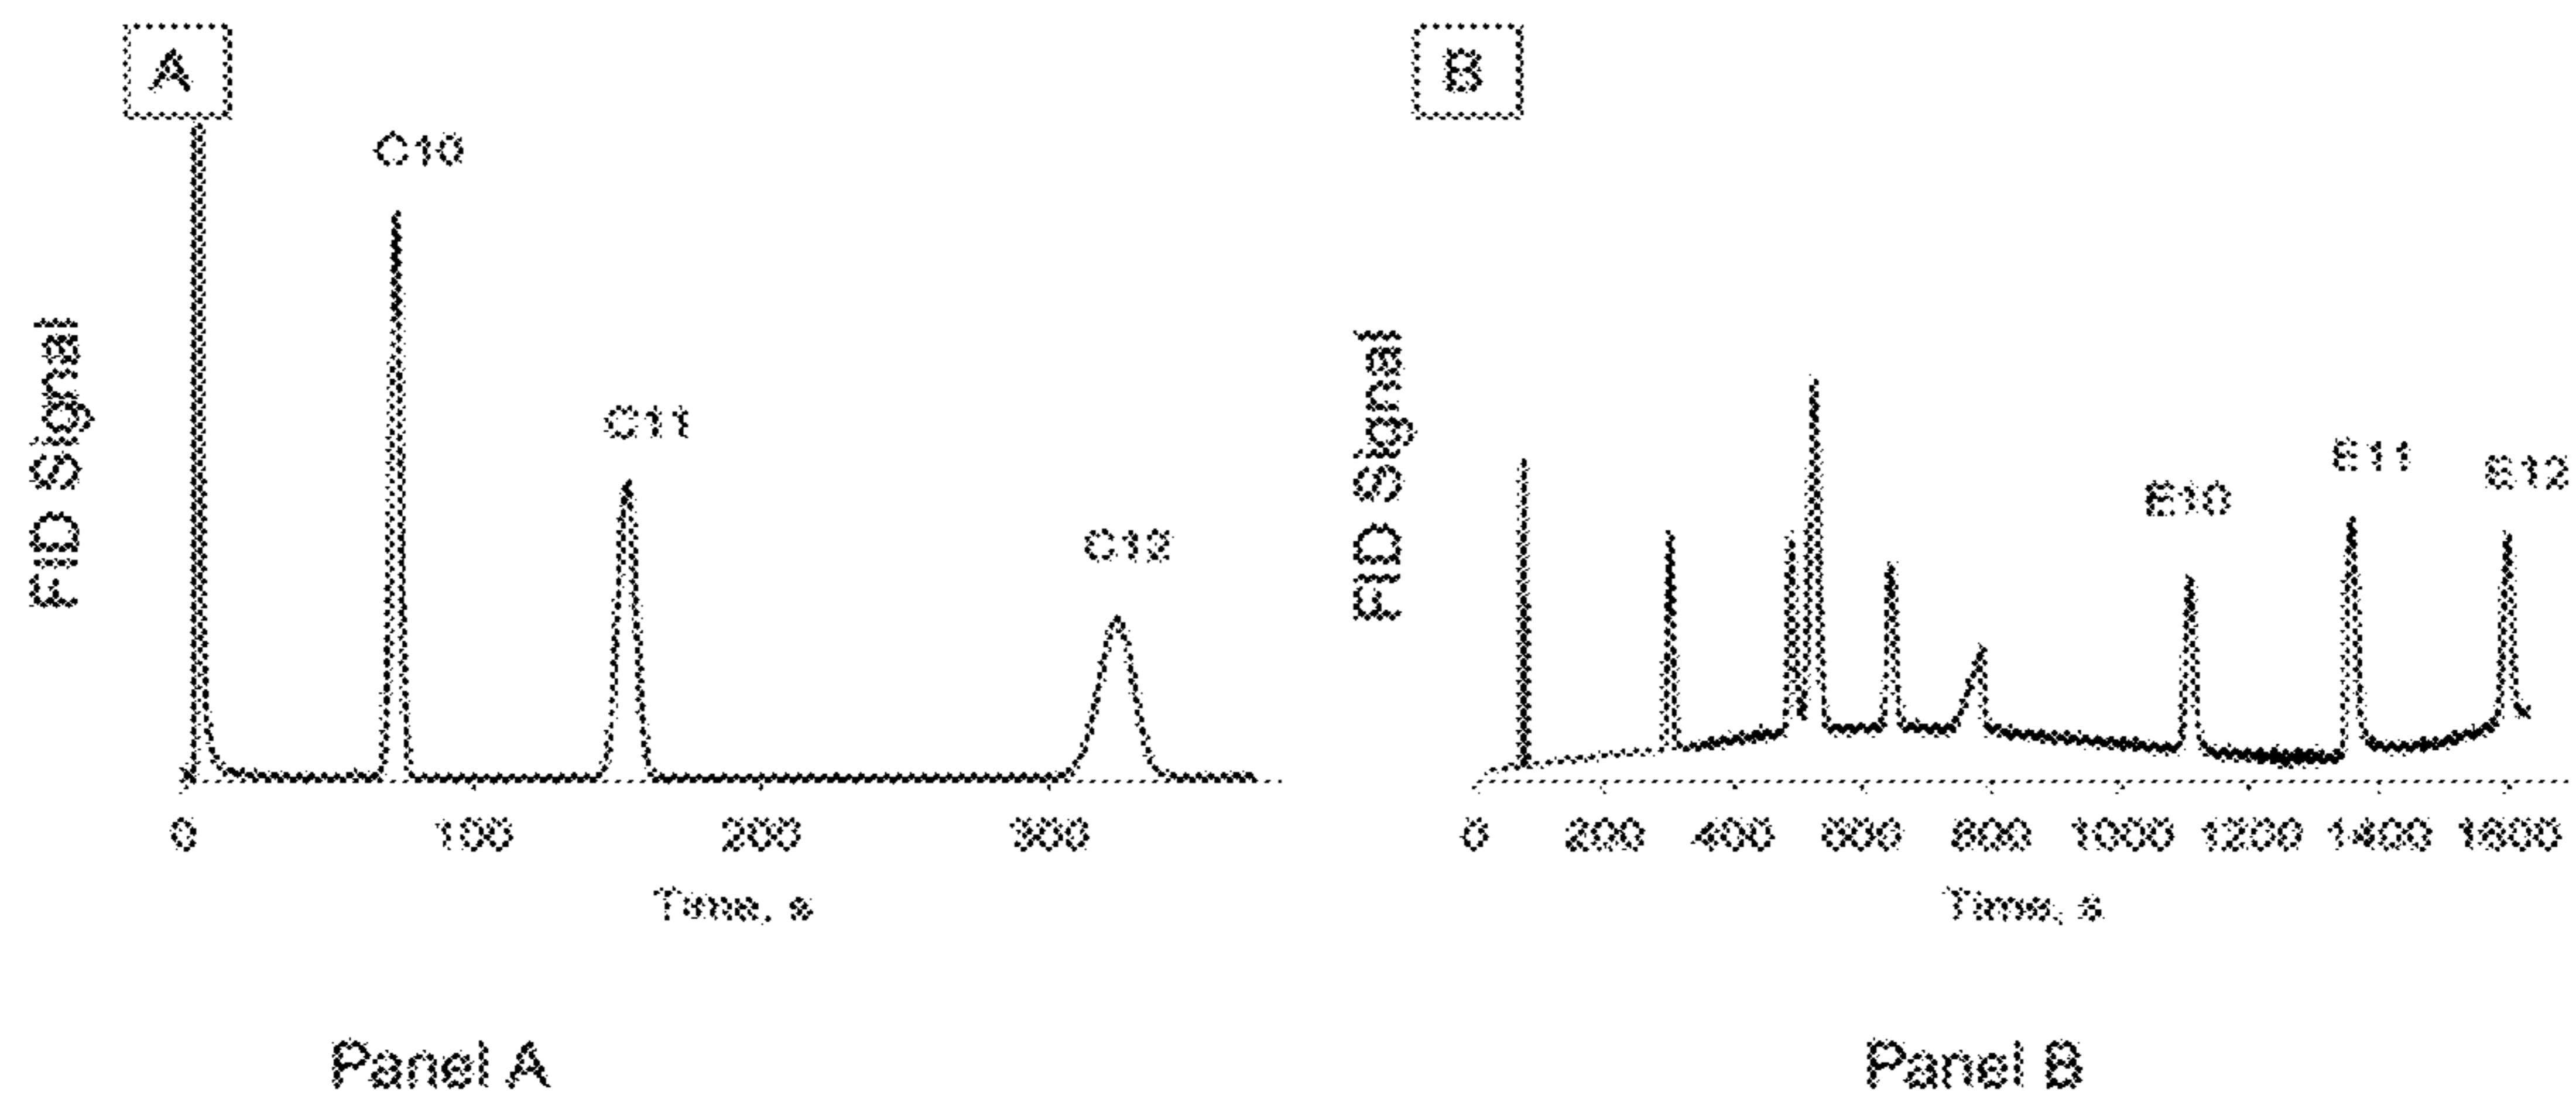 A
C10
C11
C12
FID Signal
0 100 200 300
Time, s
Panel A
B
E10
E11
E12
FID Signal
0 200 400 600 800 1000 1200 1400 1600
Time, s
Panel B